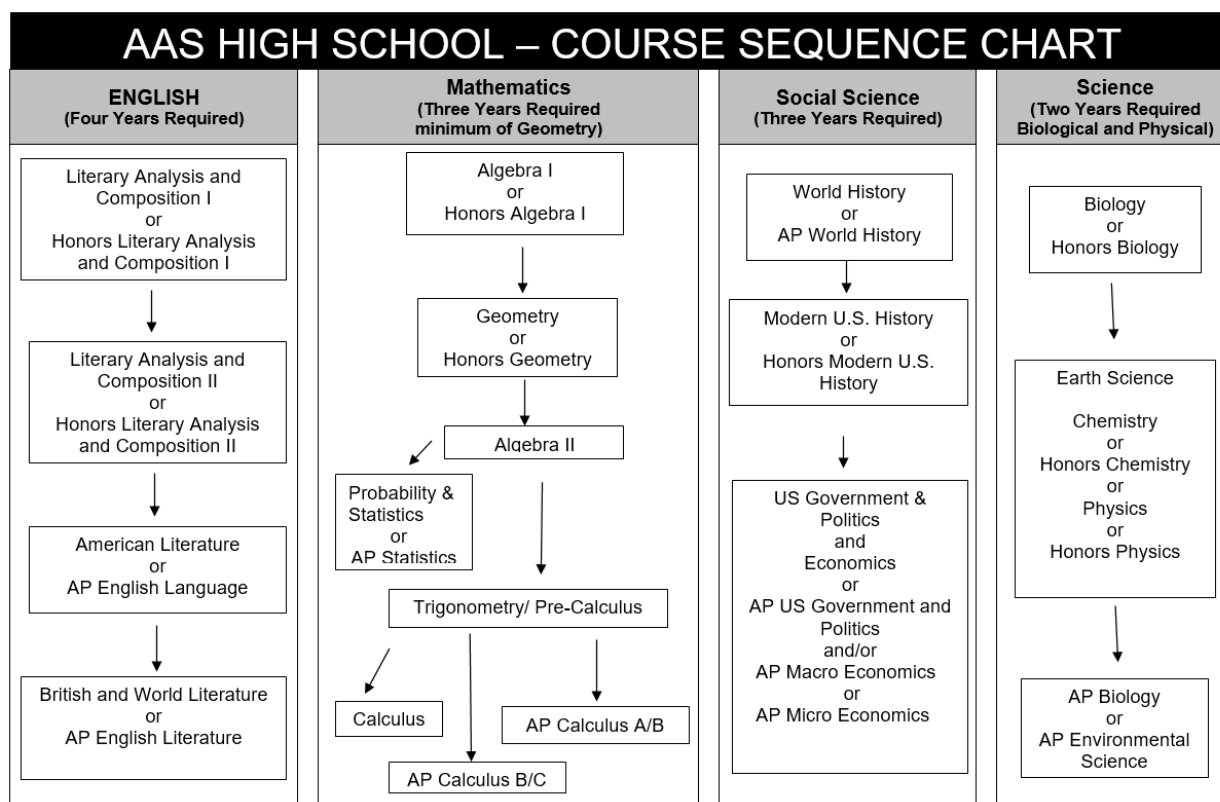 AAS HIGH SCHOOL – COURSE SEQUENCE CHART
ENGLISH
(Four Years Required)
Literary Analysis and
Composition I
or
Honors Literary Analysis
and Composition I
Literary Analysis and
Composition II
or
Honors Literary Analysis
and Composition II
American Literature
or
AP English Language
British and World Literature
or
AP English Literature
Mathematics
(Three Years Required
minimum of Geometry)
Algebra I
or
Honors Algebra I
Geometry
or
Honors Geometry
Algebra II
Probability &
Statistics
or
AP Statistics
Trigonometry/ Pre-Calculus
Calculus
AP Calculus A/B
AP Calculus B/C
Social Science
(Three Years Required)
World History
or
AP World History
Modern U.S. History
or
Honors Modern U.S.
History
US Government &
Politics
and
Economics
or
AP US Government and
Politics
and/or
AP Macro Economics
or
AP Micro Economics
Science
(Two Years Required
Biological and Physical)
Biology
or
Honors Biology
Earth Science
Chemistry
or
Honors Chemistry
or
Physics
or
Honors Physics
AP Biology
or
AP Environmental
Science